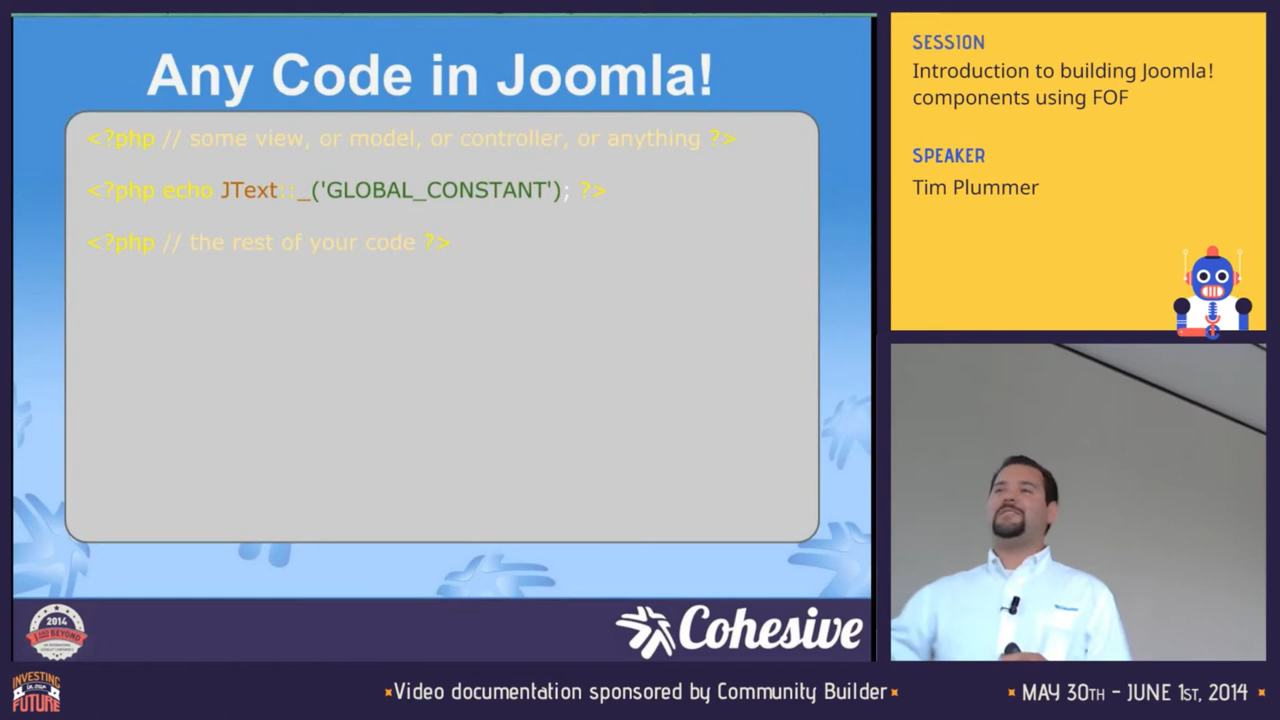 Any Code in Joomla!
<?php // some view, or model, or controller, or anything ?>
<?php echo JText::_('GLOBAL_CONSTANT'); ?>
<?php // the rest of your code ?>
2014
Cohesive
SESSION
Introduction to building Joomla!
components using FOF
SPEAKER
Tim Plummer
INVESTING
IN OUR
FUTURE
Video documentation sponsored by Community Builder
MAY 30TH - JUNE 1ST, 2014